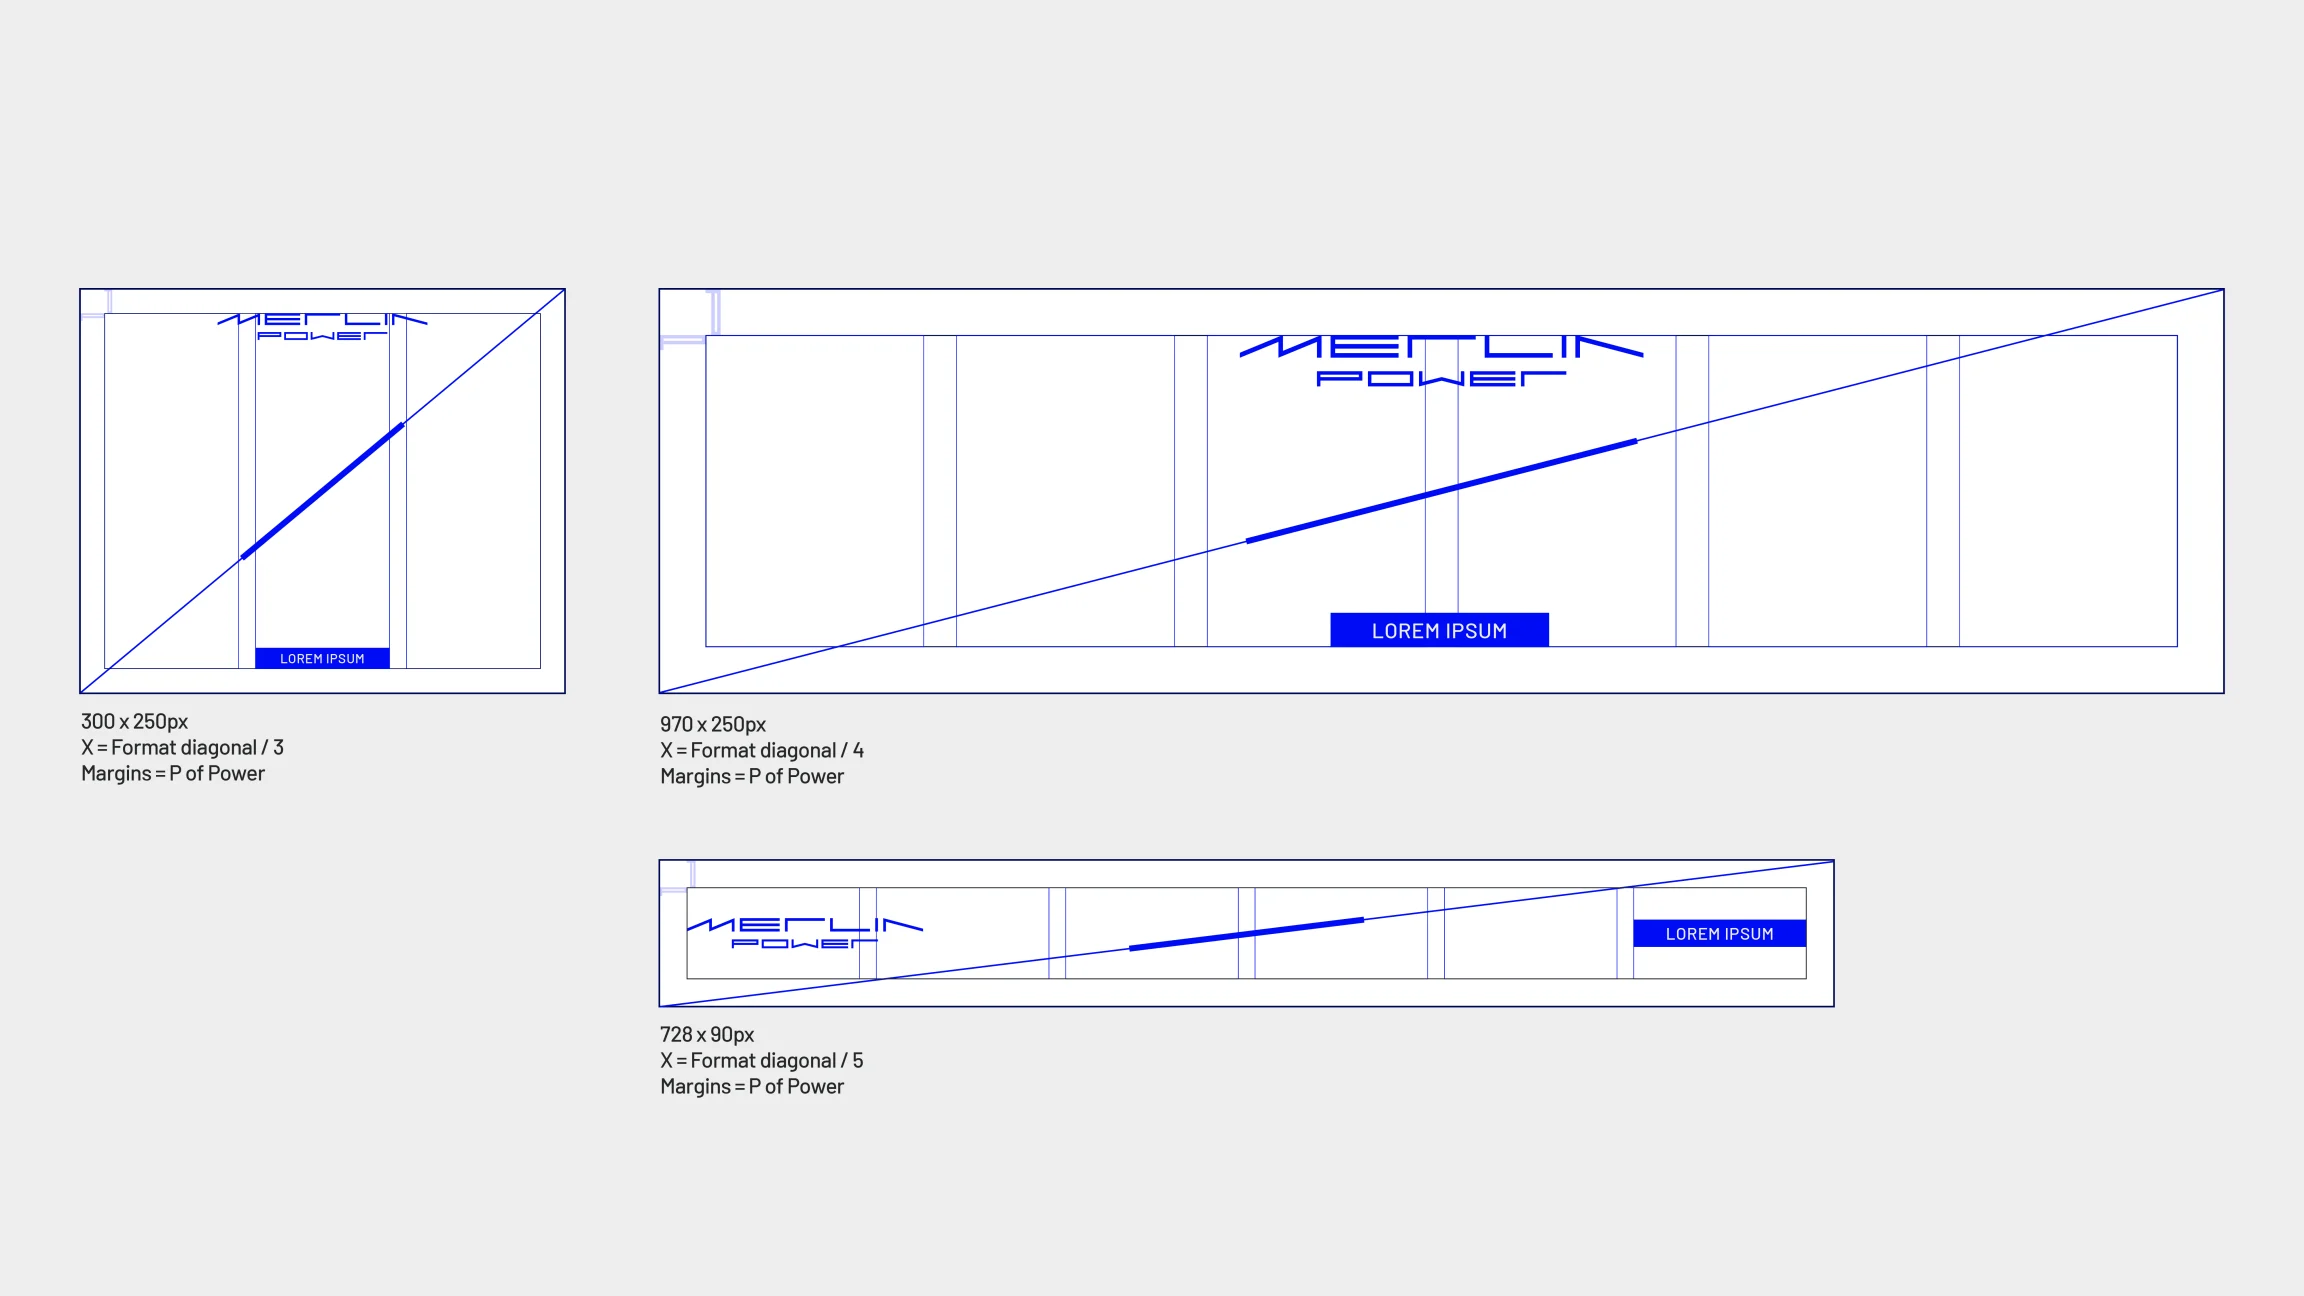 MERLIN
POWER
LOREM IPSUM
300 x 250px
X = Format diagonal / 3
Margins = P of Power
MERLIN
POWER
LOREM IPSUM
970 x 250px
X = Format diagonal / 4
Margins = P of Power
MERLIN
POWER
LOREM IPSUM
728 x 90px
X = Format diagonal / 5
Margins = P of Power